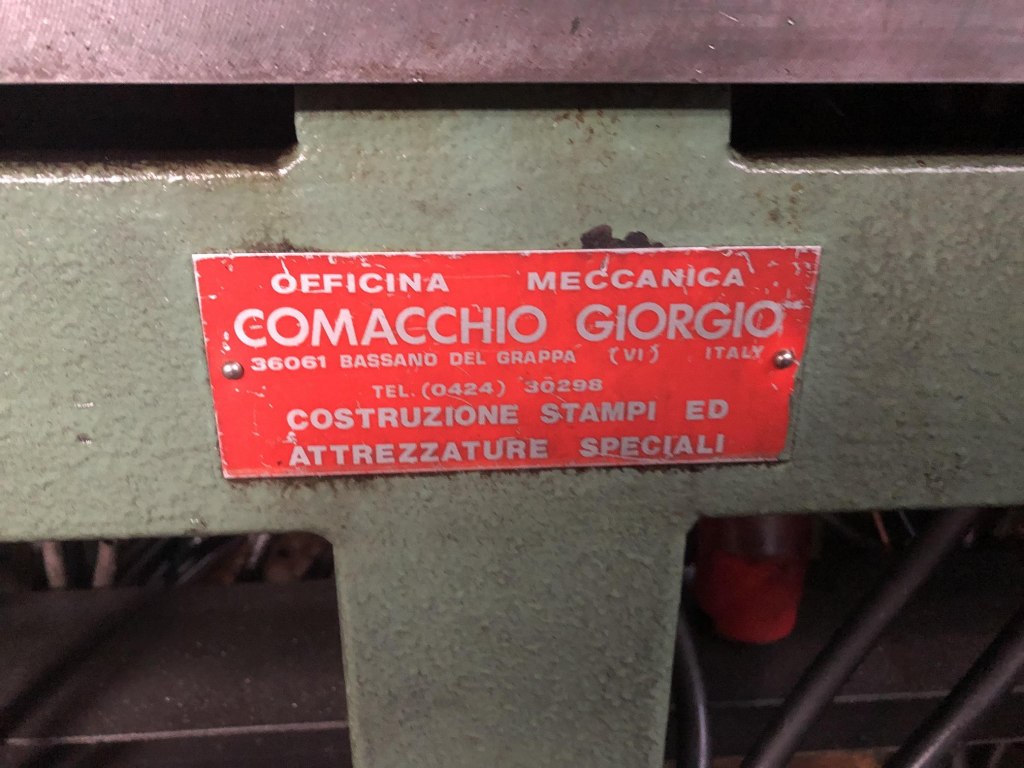 OFFICINA MECCANICA
COMACCHIO GIORGIO
36061 BASSANO DEL GRAPPA (VI) ITALY
TEL. (0424) 30298
COSTRUZIONE STAMPI ED
ATTREZZATURE SPECIALI